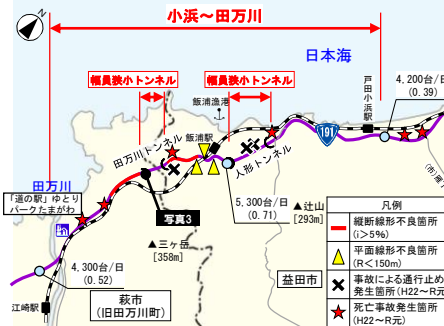 小浜～田万川
日本海
幅員狭小トンネル
幅員狭小トンネル
戸田小浜駅
4,200台/日
(0.39)
飯浦漁港
飯浦駅
191
田万川トンネル
人形トンネル
田万川
「道の駅」ゆとり
パークたまがわ
写真3
5,300台/日
(0.71)
▲辻山
[293m]
▲三ヶ岳
[358m]
4,300台/日
(0.52)
江崎駅
萩市
(旧田万川町)
益田市
凡例
縦断線形不良箇所
(i>5%)
平面線形不良箇所
(R<150m)
事故による通行止め
発生箇所(H22～R元
死亡事故発生箇所
(H22～R元)